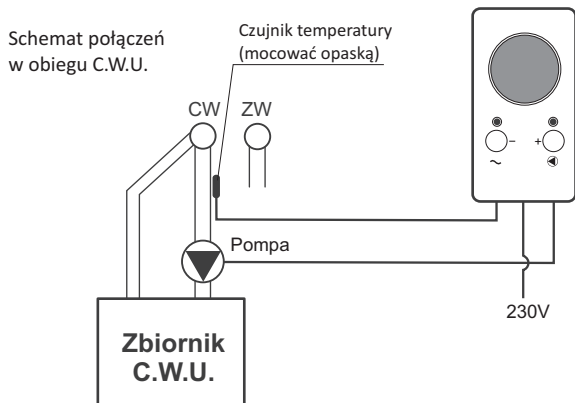 Schemat połączeń
w obiegu C.W.U.
Czujnik temperatury
(mocować opaską)
CW
ZW
Pompa
230V
Zbiornik
C.W.U.